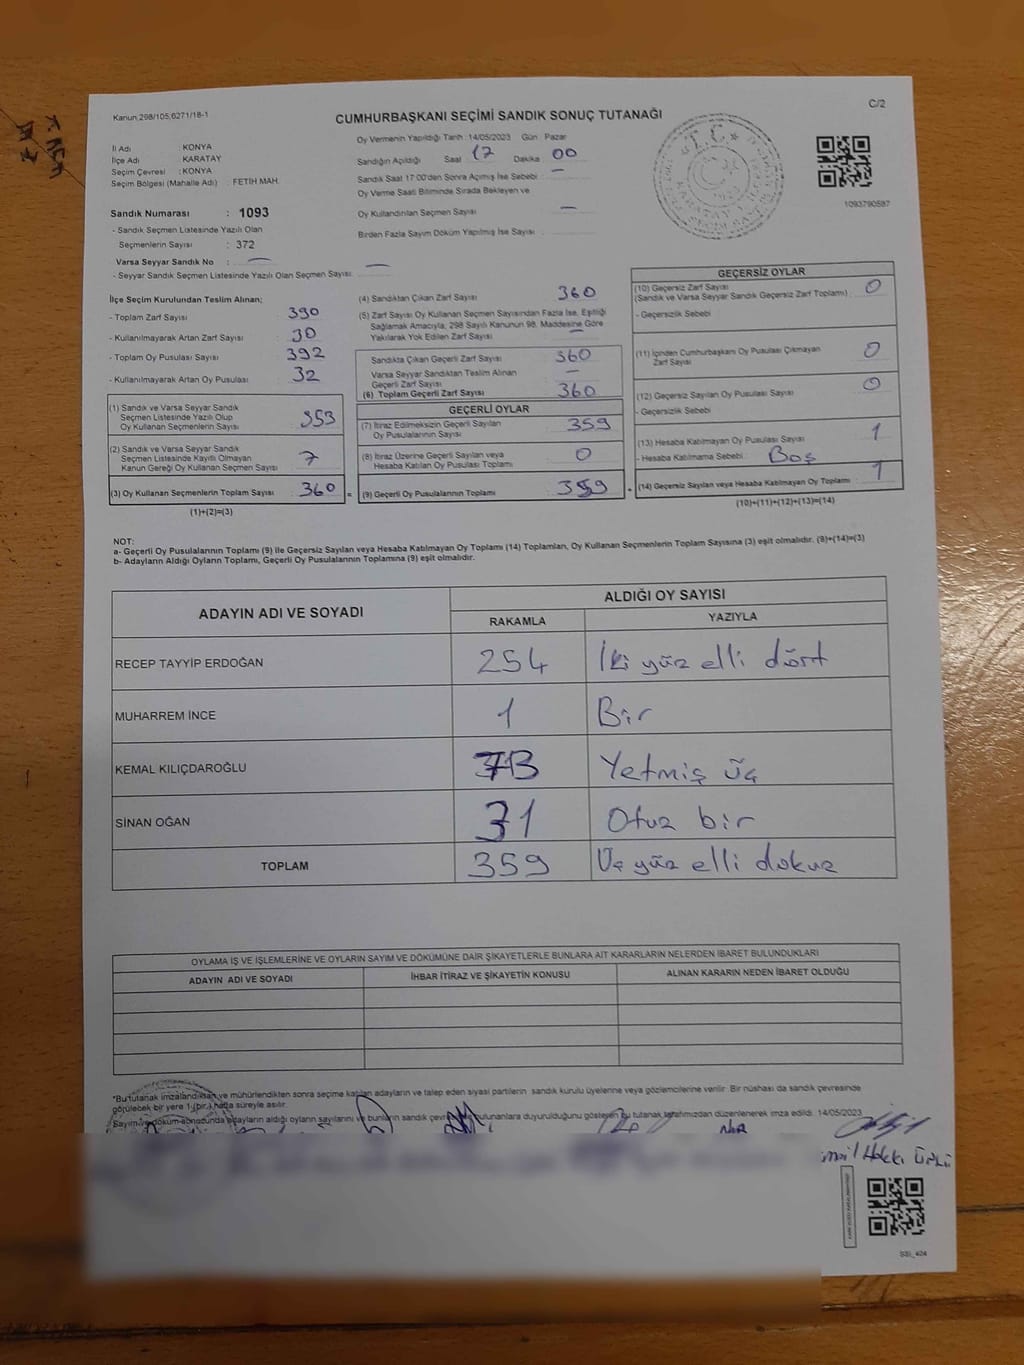 Kanun,298/105,6271/18-1
C/2
CUMHURBAŞKANI SEÇİMİ SANDIK SONUÇ TUTANAĞI
İl Adı : KONYA
İlçe Adı : KARATAY
Seçim Çevresi : KONYA
Seçim Bölgesi (Mahalle Adı) : FETİH MAH.
Sandık Numarası : 1093
- Sandık Seçmen Listesinde Yazılı Olan
Seçmenlerin Sayısı : 372
Varsa Seyyar Sandık No : —
- Seyyar Sandık Seçmen Listesinde Yazılı Olan Seçmen Sayısı: —
Oy Vermenin Yapıldığı Tarih :14/05/2023 Gün : Pazar
Sandığın Açıldığı Saat 17 Dakika 00
Sandık Saat 17:00'den Sonra Açılmış İse Sebebi : —
Oy Verme Saati Bitiminde Sırada Bekleyen ve
Oy Kullandırılan Seçmen Sayısı —
Birden Fazla Sayım Döküm Yapılmış İse Sayısı :
T.C.
1093790587
İlçe Seçim Kurulundan Teslim Alınan;
- Toplam Zarf Sayısı : 390
- Kullanılmayarak Artan Zarf Sayısı : 30
- Toplam Oy Pusulası Sayısı : 392
- Kullanılmayarak Artan Oy Pusulası : 32
(1) Sandık ve Varsa Seyyar Sandık
Seçmen Listesinde Yazılı Olup
Oy Kullanan Seçmenlerin Sayısı : 353
(2) Sandık ve Varsa Seyyar Sandık
Seçmen Listesinde Kayıtlı Olmayan
Kanun Gereği Oy Kullanan Seçmen Sayısı : 7
(3) Oy Kullanan Seçmenlerin Toplam Sayısı : 360 =
(1)+(2)=(3)
(4) Sandıktan Çıkan Zarf Sayısı : 360
(5) Zarf Sayısı Oy Kullanan Seçmen Sayısından Fazla İse, Eşitliği
Sağlamak Amacıyla; 298 Sayılı Kanunun 98. Maddesine Göre
Yakılarak Yok Edilen Zarf Sayısı : —
Sandıkta Çıkan Geçerli Zarf Sayısı : 360
Varsa Seyyar Sandıktan Teslim Alınan
Geçerli Zarf Sayısı : —
(6) Toplam Geçerli Zarf Sayısı : 360
GEÇERLİ OYLAR
(7) İtiraz Edilmeksizin Geçerli Sayılan
Oy Pusulalarının Sayısı : 359
(8) İtiraz Üzerine Geçerli Sayılan veya
Hesaba Katılan Oy Pusulası Toplamı : 0
(9) Geçerli Oy Pusulalarının Toplamı : 359 +
GEÇERSİZ OYLAR
(10) Geçersiz Zarf Sayısı : 0
(Sandık ve Varsa Seyyar Sandık Geçersiz Zarf Toplamı)
- Geçersizlik Sebebi
(11) İçinden Cumhurbaşkanı Oy Pusulası Çıkmayan
Zarf Sayısı : 0
(12) Geçersiz Sayılan Oy Pusulası Sayısı : 0
- Geçersizlik Sebebi
(13) Hesaba Katılmayan Oy Pusulası Sayısı : 1
- Hesaba Katılmama Sebebi : Boş
(14) Geçersiz Sayılan veya Hesaba Katılmayan Oy Toplamı : 1
(10)+(11)+(12)+(13)=(14)
NOT:
a- Geçerli Oy Pusulalarının Toplamı (9) ile Geçersiz Sayılan veya Hesaba Katılmayan Oy Toplamı (14) Toplamları, Oy Kullanan Seçmenlerin Toplam Sayısına (3) eşit olmalıdır. (9)+(14)=(3)
b- Adayların Aldığı Oyların Toplamı, Geçerli Oy Pusulalarının Toplamına (9) eşit olmalıdır.
ADAYIN ADI VE SOYADI ALDIĞI OY SAYISI
RAKAMLA YAZIYLA
RECEP TAYYİP ERDOĞAN 254 İki yüz elli dört
MUHARREM İNCE 1 Bir
KEMAL KILIÇDAROĞLU 73 Yetmiş üç
SİNAN OĞAN 31 Otuz bir
TOPLAM 359 Üç yüz elli dokuz
OYLAMA İŞ VE İŞLEMLERİNE VE OYLARIN SAYIM VE DÖKÜMÜNE DAİR ŞİKAYETLERLE BUNLARA AİT KARARLARIN NELERDEN İBARET BULUNDUKLARI
ADAYIN ADI VE SOYADI İHBAR İTİRAZ VE ŞİKAYETİN KONUSU ALINAN KARARIN NEDEN İBARET OLDUĞU
*Bu tutanak imzalandıktan ve mühürlendikten sonra seçime katılan adayların ve talep eden siyasi partilerin sandık kurulu üyelerine veya gözlemcilerine verilir. Bir nüshası da sandık çevresinde
görülecek bir yere 1 (bir) hafta süreyle asılır.
Sayım ve döküm sonucunda adayların aldığı oyların sayılarını ve bunların sandık çevresinde bulunanlara duyurulduğunu gösteren bu tutanak tarafımızdan düzenlenerek imza edildi. 14/05/2023
Hakkı
SSİ_424